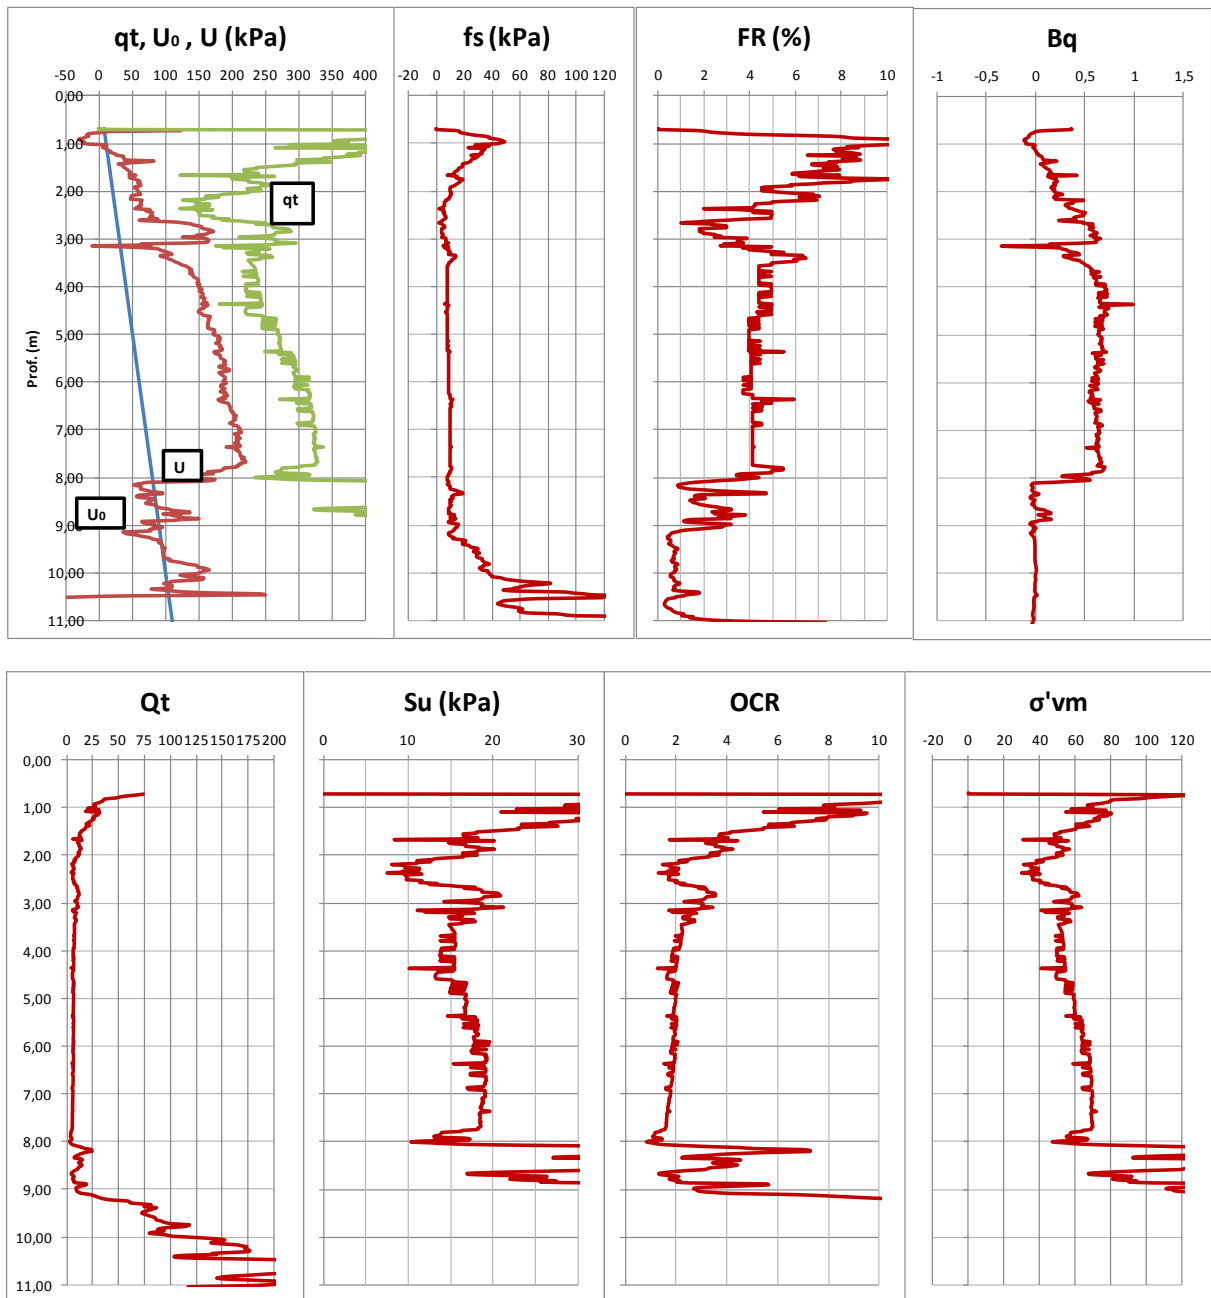 qt, U₀ , U (kPa)
-50 0 50 100 150 200 250 300 350 400
0,00
1,00
2,00
3,00
4,00
5,00
6,00
7,00
8,00
9,00
10,00
11,00
Prof. (m)
qt
U
U₀
fs (kPa)
-20 0 20 40 60 80 100 120
FR (%)
0 2 4 6 8 10
Bq
-1 -0,5 0 0,5 1 1,5
Qt
0 25 50 75 100 125 150 175 200
0,00
1,00
2,00
3,00
4,00
5,00
6,00
7,00
8,00
9,00
10,00
11,00
Su (kPa)
0 10 20 30
OCR
0 2 4 6 8 10
σ'vm
-20 0 20 40 60 80 100 120